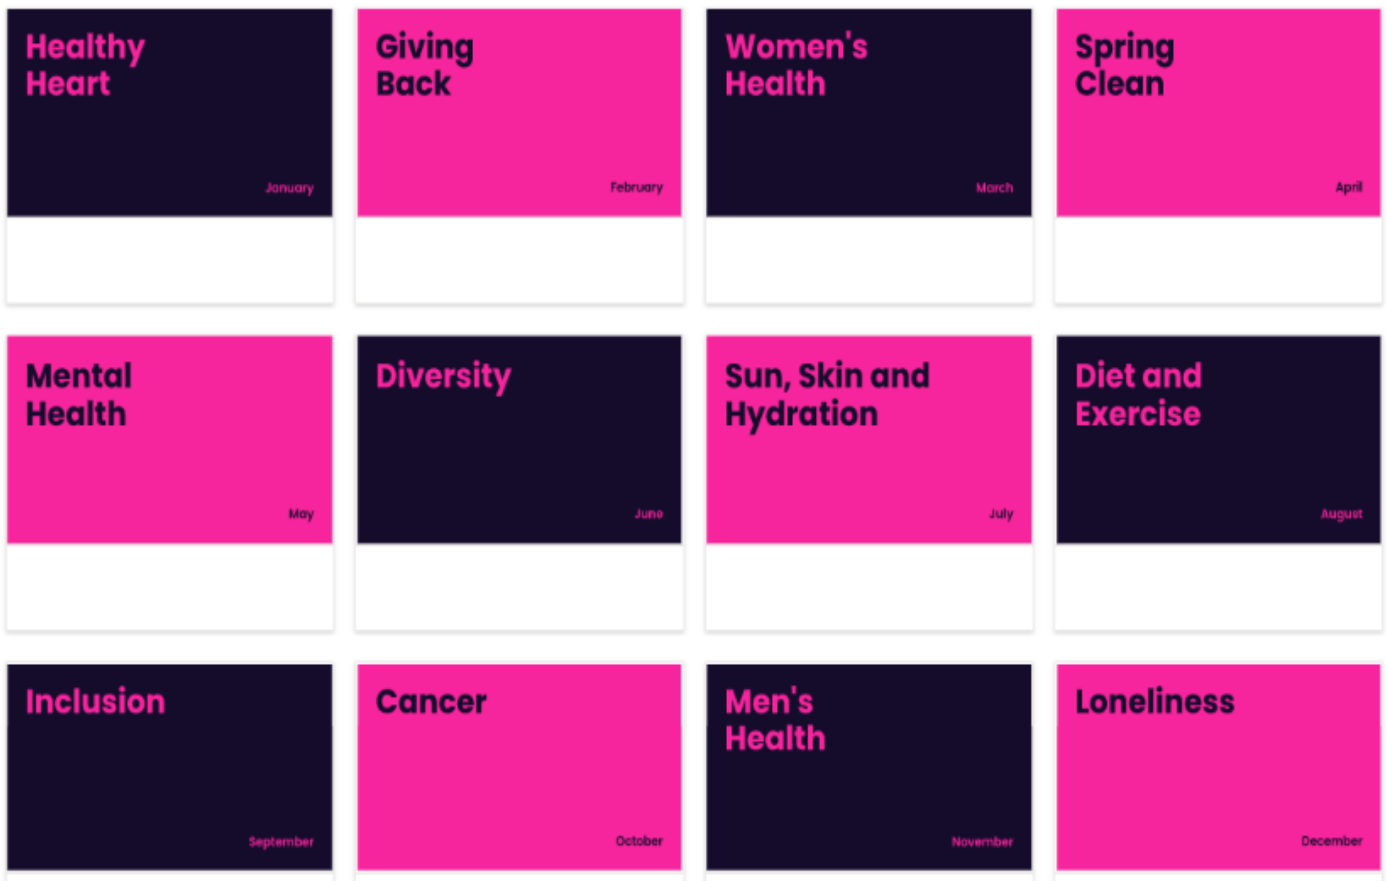 Healthy
Heart
January
Giving
Back
February
Women's
Health
March
Spring
Clean
April
Mental
Health
May
Diversity
June
Sun, Skin and
Hydration
July
Diet and
Exercise
August
Inclusion
September
Cancer
October
Men's
Health
November
Loneliness
December